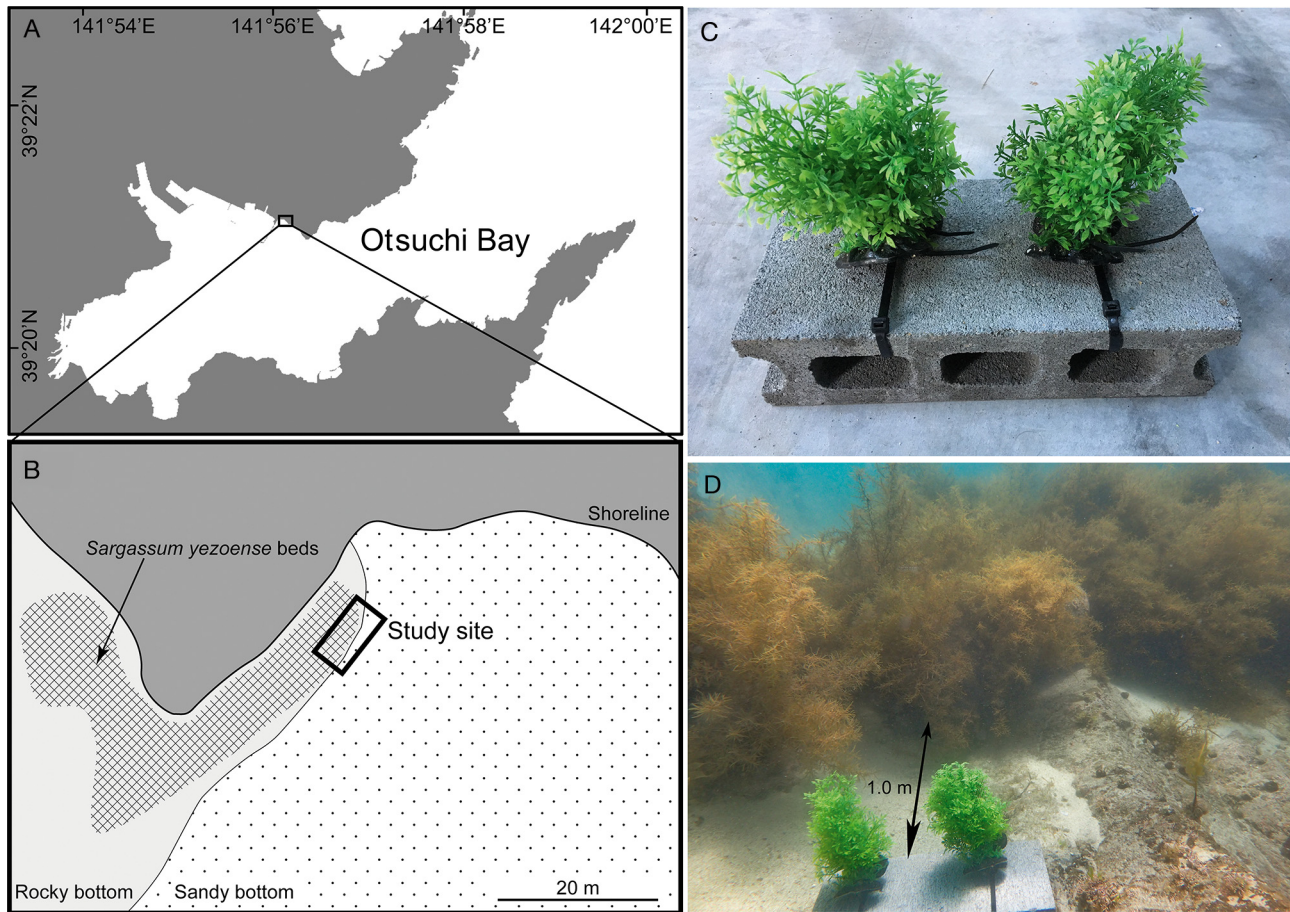 A
141°54’E
141°56’E
141°58’E
142°00’E
39°22’N
Otsuchi Bay
39°20’N
B
Shoreline
Sargassum yezoense beds
Study site
Rocky bottom
Sandy bottom
20 m
C
D
1.0 m